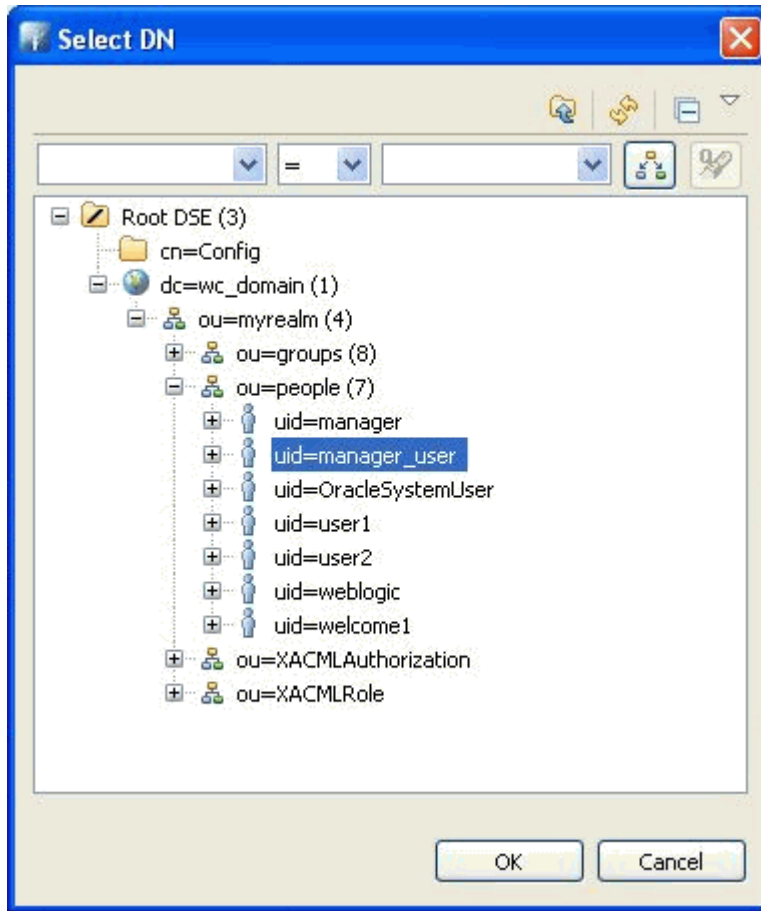 Select DN
=
Root DSE (3)
cn=Config
dc=wc_domain (1)
ou=myrealm (4)
ou=groups (8)
ou=people (7)
uid=manager
uid=manager_user
uid=OracleSystemUser
uid=user1
uid=user2
uid=weblogic
uid=welcome1
ou=XACMLAuthorization
ou=XACMLRole
OK Cancel